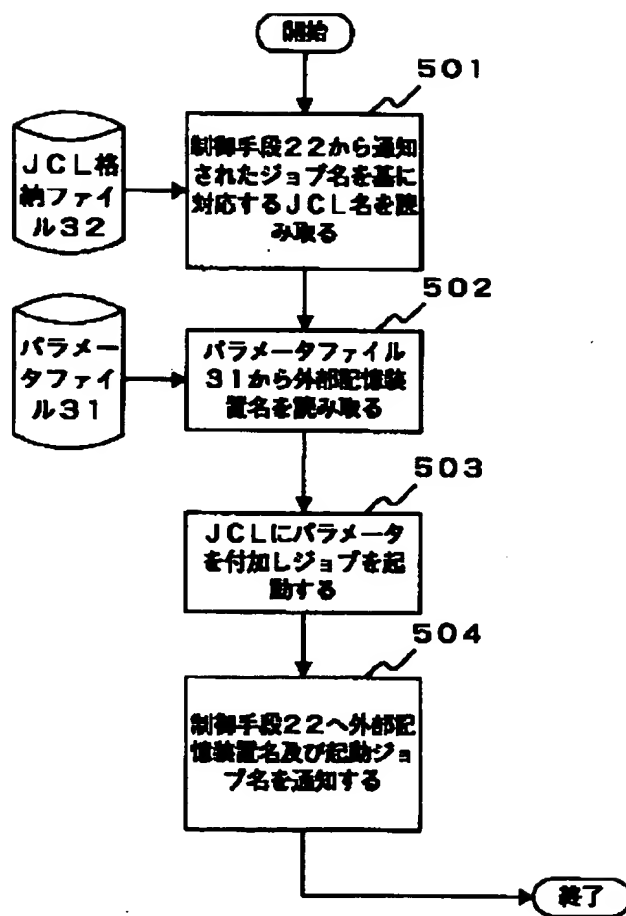 開始
501
制御手段22から通知
されたジョブ名を基に
対応するJCL名を読
み取る
JCL格
納ファイ
ル32
502
パラメータファイル
31から外部記憶装
置名を読み取る
パラメー
タファイ
ル31
503
JCLにパラメータ
を付加しジョブを起
動する
504
制御手段22へ外部記
憶装置名及び起動ジョ
ブ名を通知する
終了